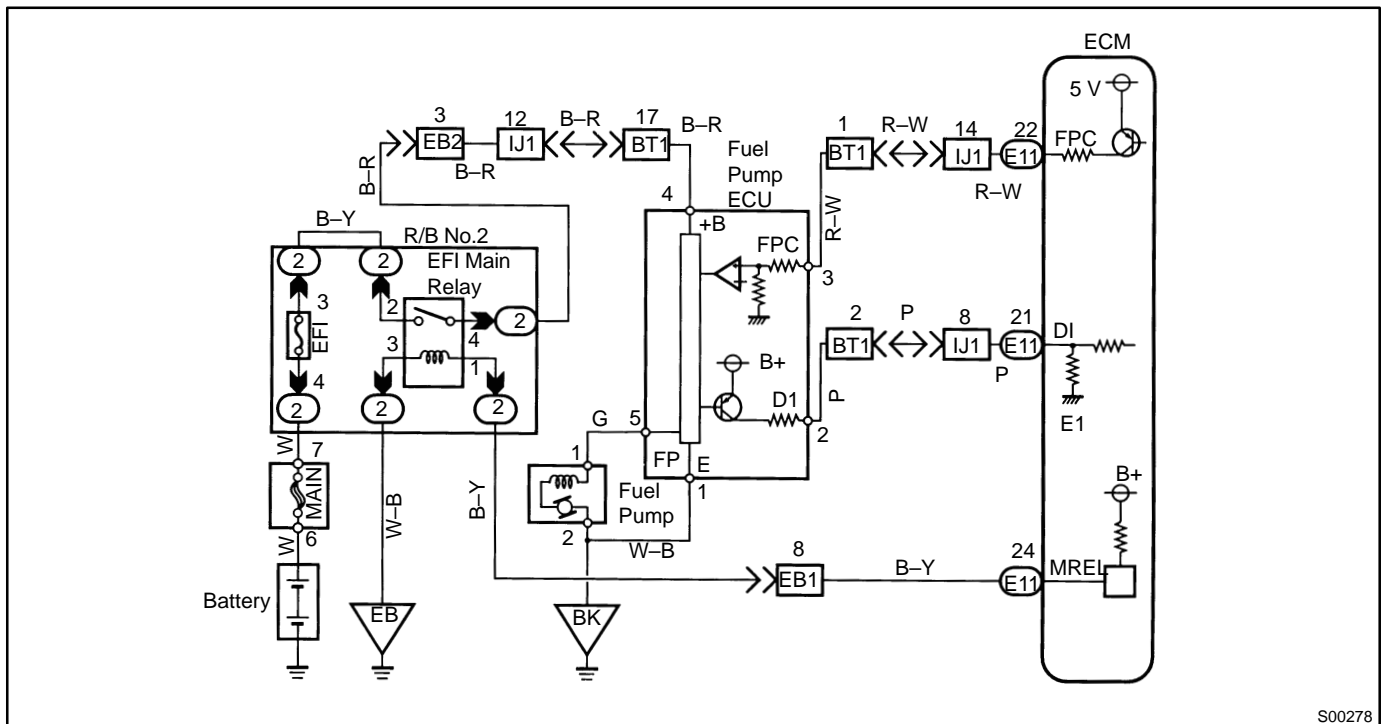 ECM
5 V
3
12
B–R
17
B–R
1
R–W
14
22
FPC
EB2
IJ1
BT1
BT1
IJ1
E11
B–R
B–R
R–W
Fuel
Pump
ECU
4
B–Y
R/B No.2
+B
R–W
2
2
EFI Main
Relay
FPC
3
3
2
2
EFI
3
4
1
4
2
P
8
21
DI
BT1
IJ1
E11
P
B+
P
E1
2
2
2
D1
2
G
5
W
7
FP
E
1
1
MAIN
Fuel
Pump
B+
6
W
W–B
B–Y
2
W–B
8
B–Y
24
MREL
EB1
E11
Battery
EB
BK
S00278